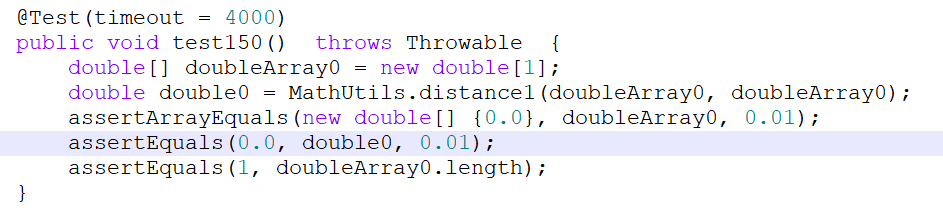 @Test(timeout = 4000)
public void test150()  throws Throwable  {
    double[] doubleArray0 = new double[1];
    double double0 = MathUtils.distance1(doubleArray0, doubleArray0);
    assertArrayEquals(new double[] {0.0}, doubleArray0, 0.01);
    assertEquals(0.0, double0, 0.01);
    assertEquals(1, doubleArray0.length);
}